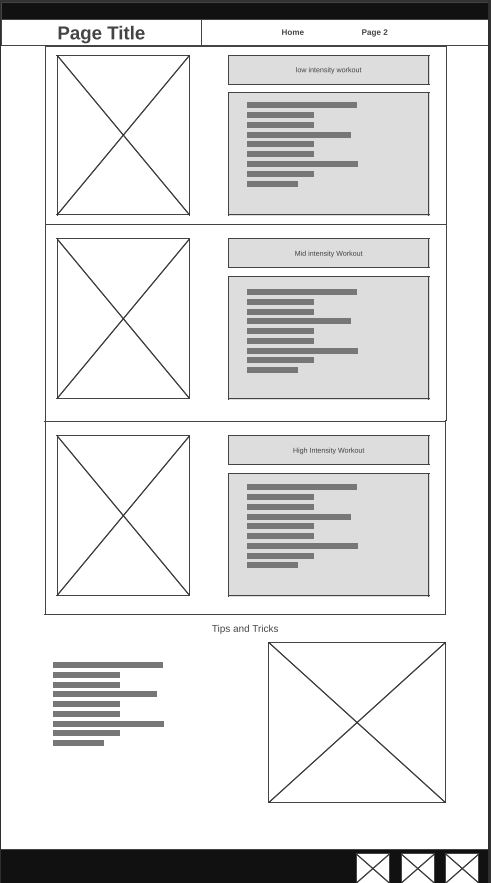 Page Title
Home
Page 2
low intensity workout
Mid intensity Workout
High Intensity Workout
Tips and Tricks